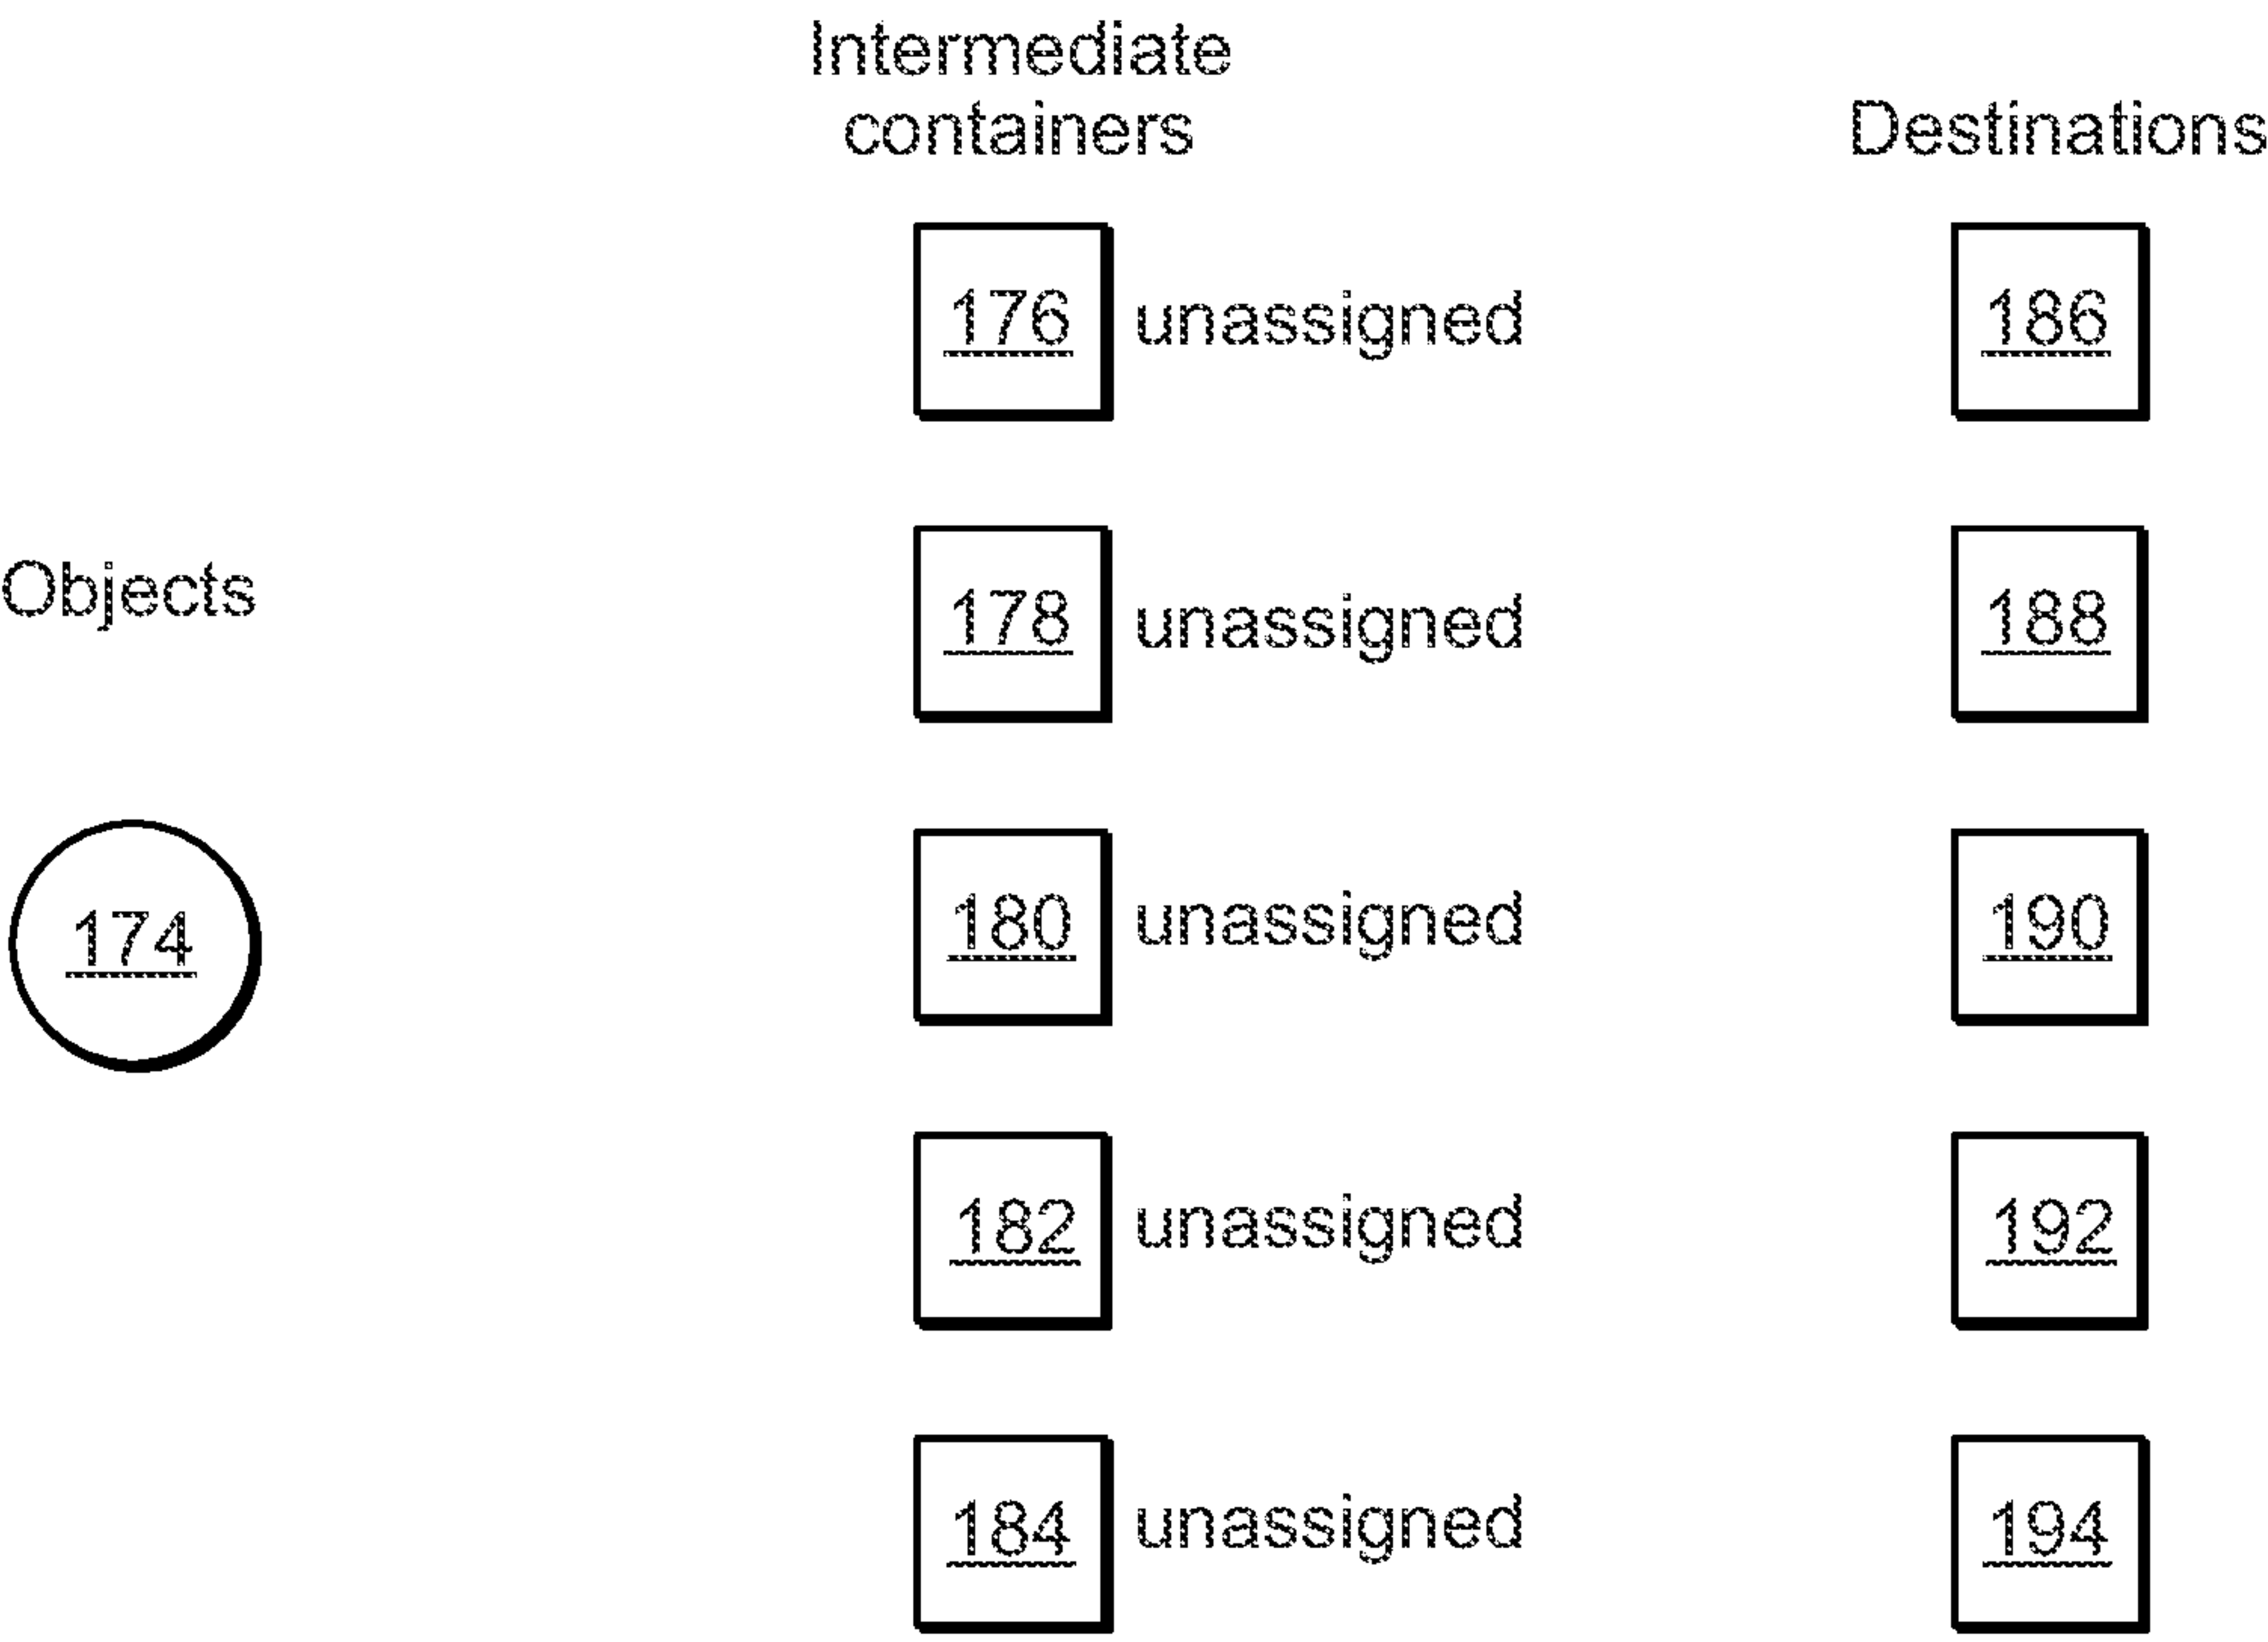 Intermediate
containers
Destinations
176 unassigned
186
Objects
178 unassigned
188
174
180 unassigned
190
182 unassigned
192
184 unassigned
194